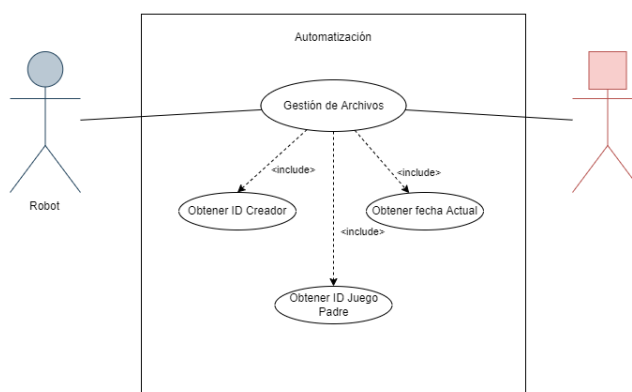 Automatización
Gestión de Archivos
<include>
<include>
Obtener ID Creador
Obtener fecha Actual
Robot
<include>
Obtener ID Juego
Padre